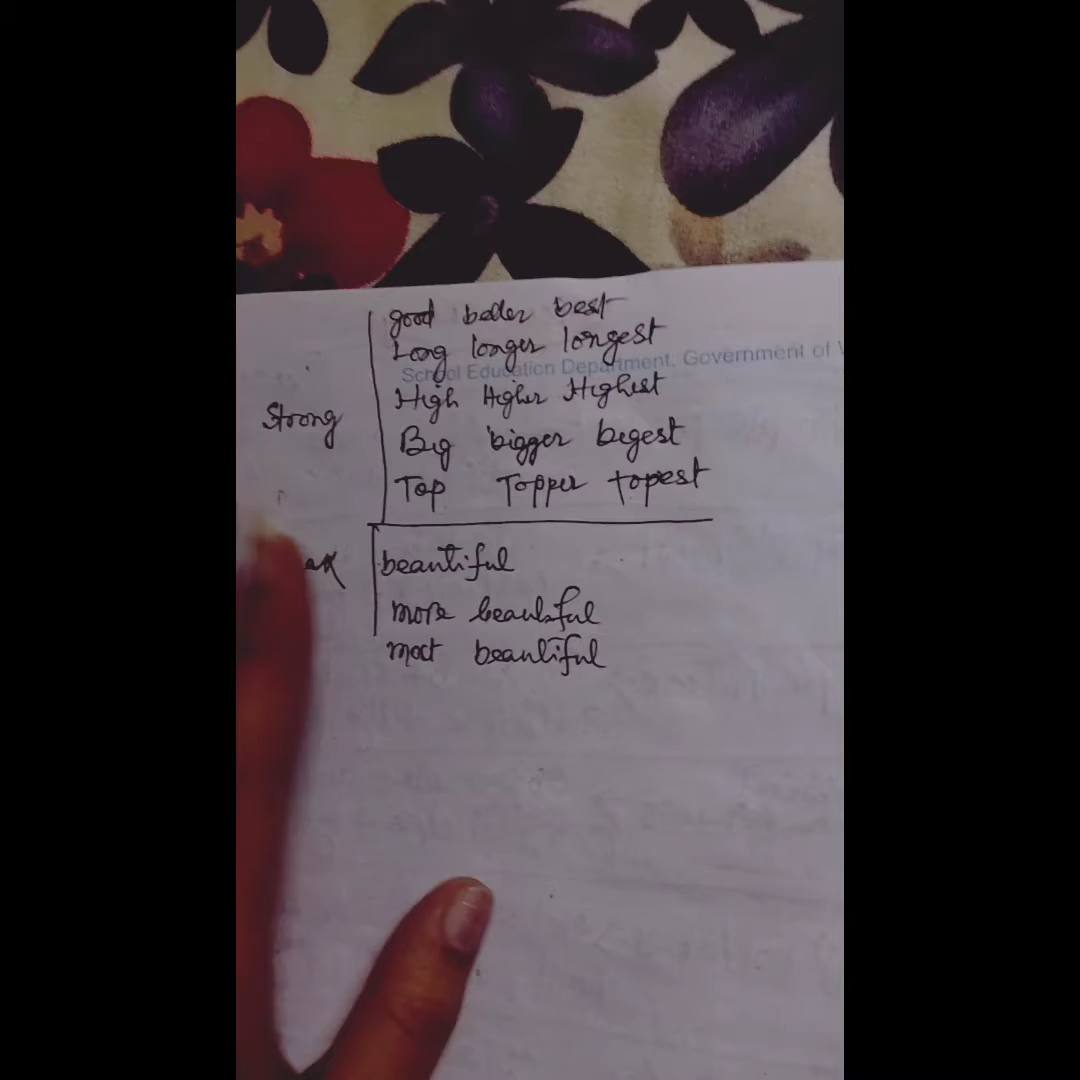 good better best
Long longer longest
School Education Department, Government of
High Higher Highest
Strong
Big bigger bigest
Top Topper topest
beautiful
more beautiful
most beautiful